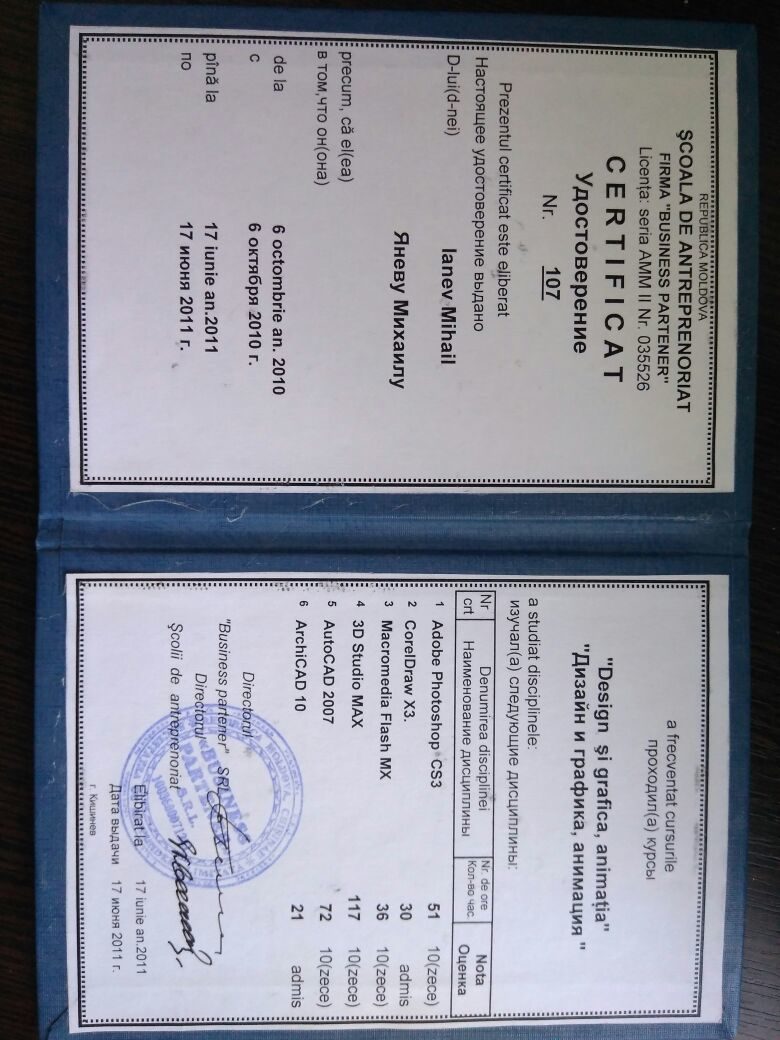 REPUBLICA MOLDOVA
ŞCOALA DE ANTREPRENORIAT
FIRMA "BUSINESS PARTENER"
Licenţa: seria AMM II Nr. 035526
CERTIFICAT
Удостоверение
Nr. 107
Prezentul certificat este eliberat
Настоящее удостоверение выдано
D-lui(d-nei) Ianev Mihail
Яневу Михаилу
precum, că el(ea)
в том,что он(она)
de la 6 octombrie an. 2010
с 6 октября 2010 г.
pînă la 17 iunie an.2011
по 17 июня 2011 г.
a frecventat cursurile
проходил(а) курсы
"Design şi grafica, animaţia"
"Дизайн и графика, анимация "
a studiat disciplinele:
изучал(а) следующие дисциплины:
Nr Denumirea disciplinei Nr. de ore Nota
crt Наименование дисциплины Кол-во час. Оценка
1 Adobe Photoshop CS3 51 10(zece)
2 CorelDraw X3. 30 admis
3 Macromedia Flash MX 36 10(zece)
4 3D Studio MAX 117 10(zece)
5 AutoCAD 2007 72 10(zece)
6 ArchiCAD 10 21 admis
Directorul
"Business partener" SRL
Directorul
Şcolii de antreprenoriat
BUSINESS
PARTENER
S.R.L.
Elibirat la 17 iunie an.2011
Дата выдачи 17 июня 2011 г.
г. Кишинев